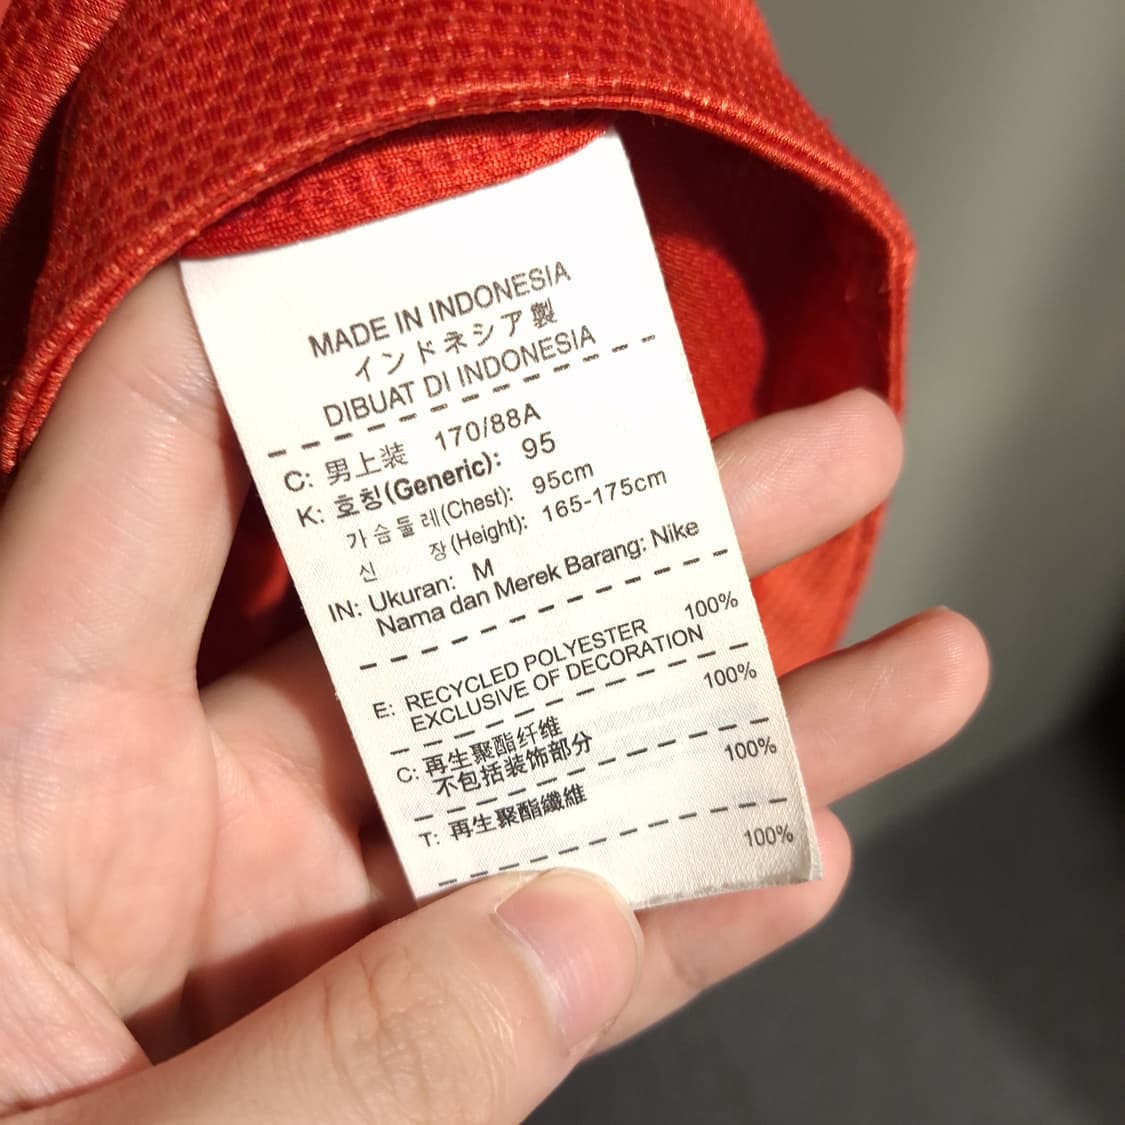 MADE IN INDONESIA
インドネシア製
DIBUAT DI INDONESIA
C: 男上装 170/88A
K: 호칭(Generic): 95
가슴둘레(Chest): 95cm
신 장(Height): 165-175cm
IN: Ukuran: M
Nama dan Merek Barang: Nike
E: RECYCLED POLYESTER 100%
EXCLUSIVE OF DECORATION
C: 再生聚酯纤维 100%
不包括装饰部分
T: 再生聚酯纖維 100%
100%